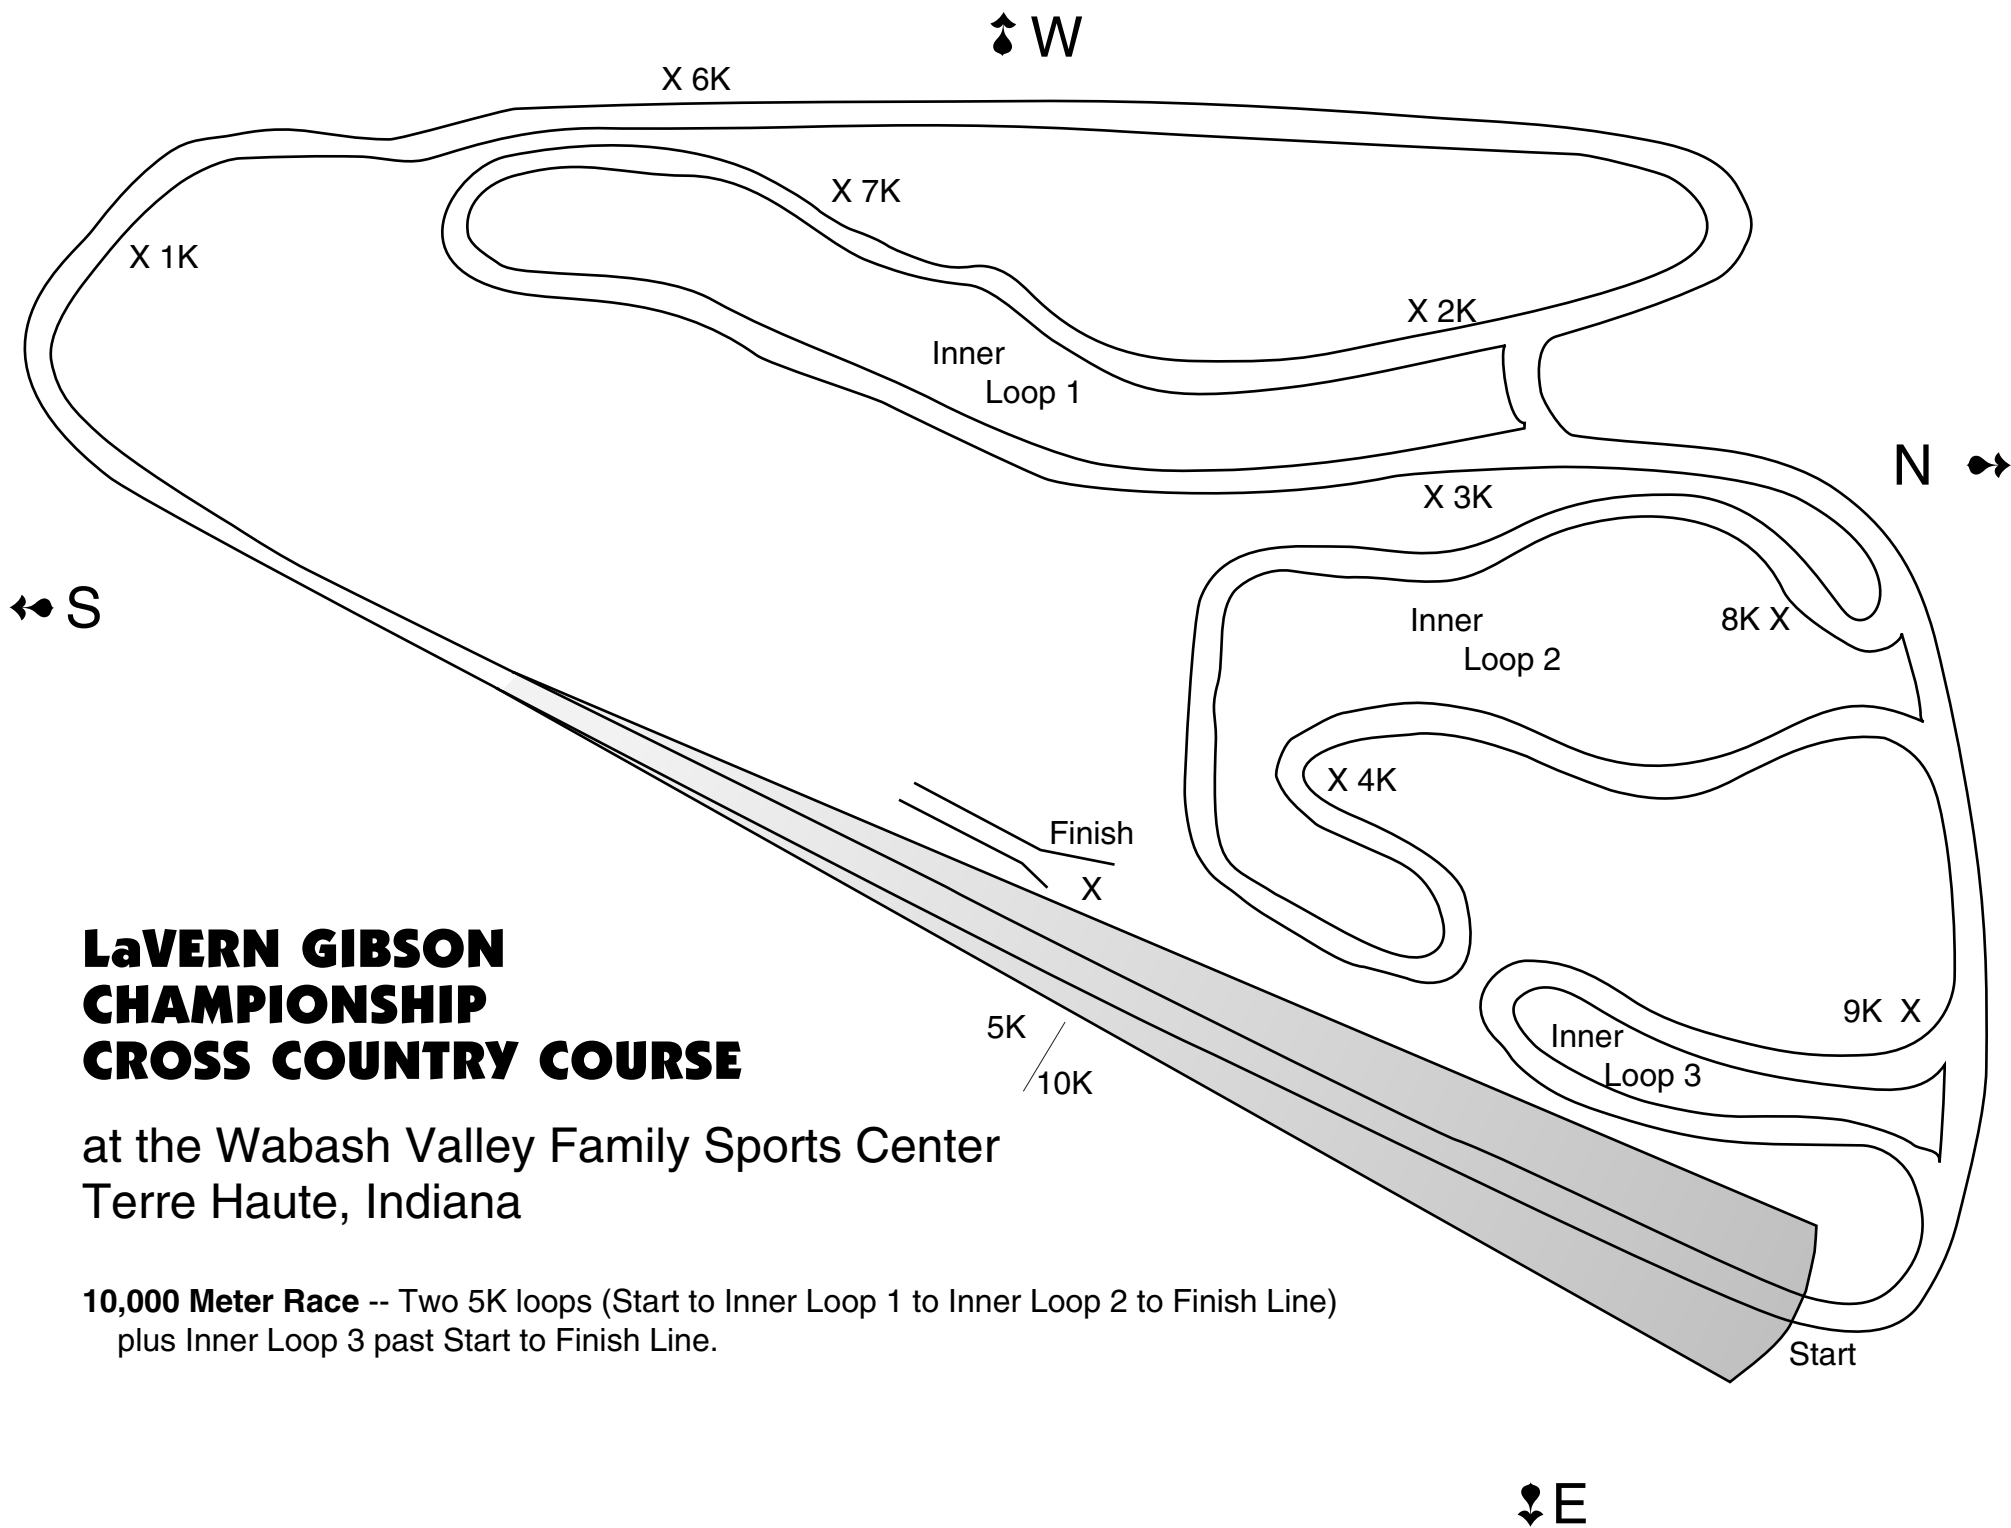 W
X 6K
X 7K
X 1K
X 2K
Inner
Loop 1
N
X 3K
S
Inner
Loop 2
8K X
X 4K
Finish
X
LaVERN GIBSON
CHAMPIONSHIP
CROSS COUNTRY COURSE
9K X
5K
10K
Inner
Loop 3
at the Wabash Valley Family Sports Center
Terre Haute, Indiana
10,000 Meter Race -- Two 5K loops (Start to Inner Loop 1 to Inner Loop 2 to Finish Line)
plus Inner Loop 3 past Start to Finish Line.
Start
E